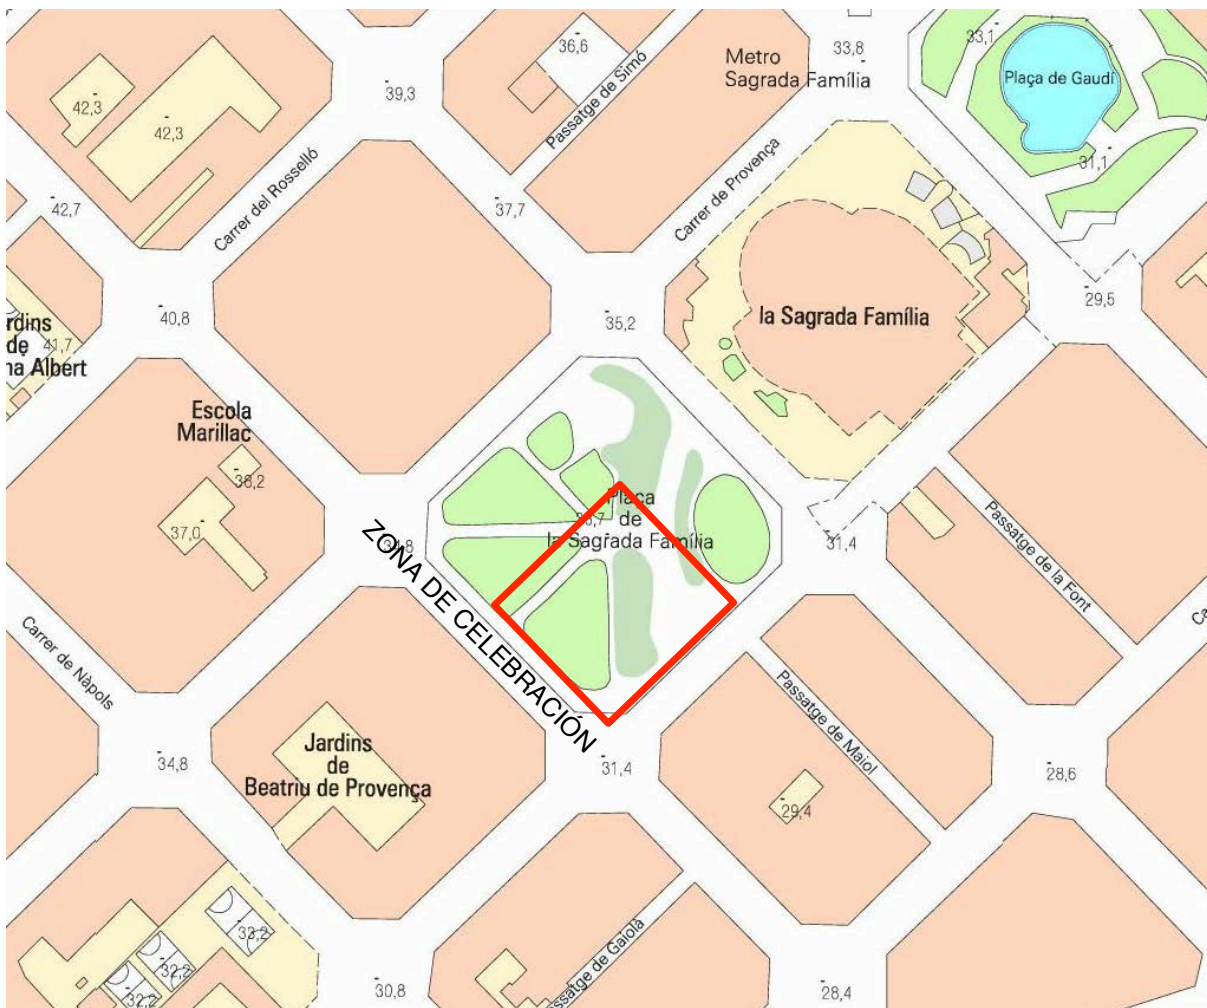 36,6
33,8
33,1
Metro
Sagrada Família
Plaça de Gaudí
Passatge de Simó
42,3
39,3
42,3
31,1
Carrer de Provença
Carrer del Rosselló
42,7
37,7
40,8
35,2
29,5
la Sagrada Família
rdins
de
na Albert
41,7
Escola
Marillac
38,2
37,0
Plaça
de
la Sagrada Família
31,4
Passatge de la Font
ZONA DE CELEBRACIÓN
Carrer de Nàpols
Passatge de Maiol
34,8
Jardins
de
Beatriu de Provença
31,4
28,6
29,4
33,2
32,2
32,2
Passatge de Gaiolà
30,8
28,4